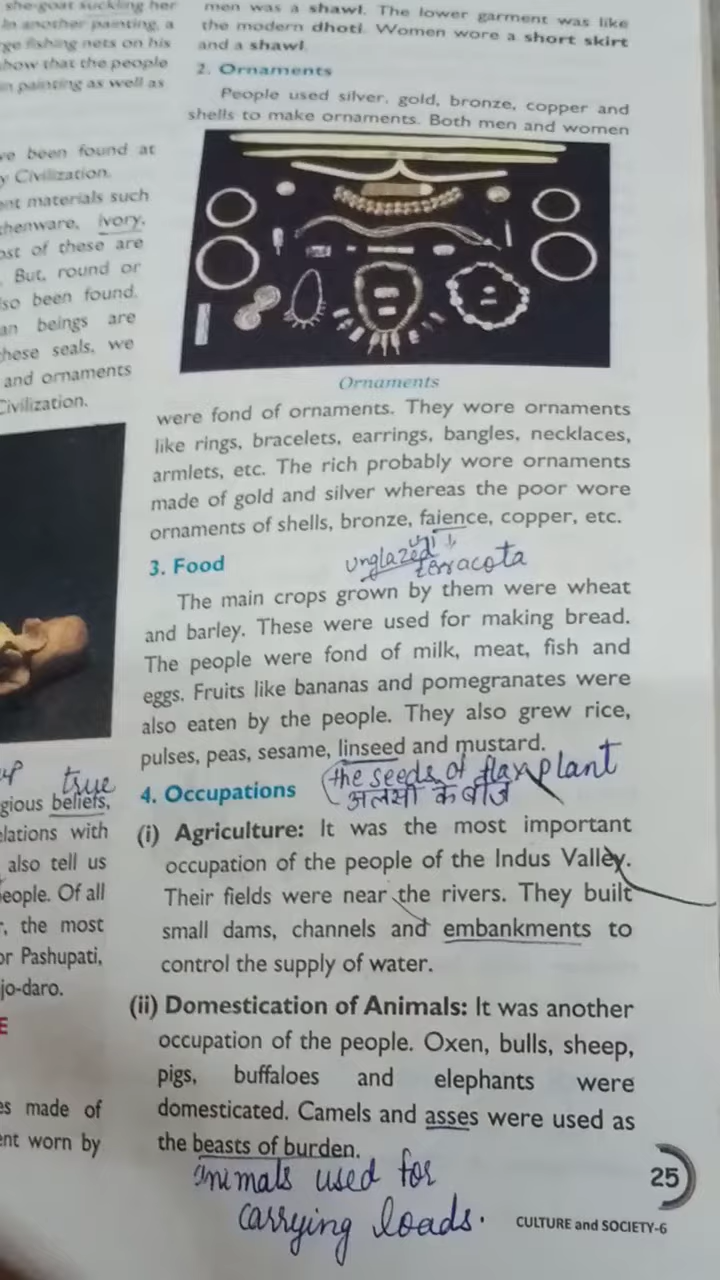 she-goat suckling her
In another painting, a
ge fishing nets on his
how that the people
in painting as well as
ve been found at
y Civilization.
ent materials such
thenware, ivory,
ost of these are
But, round or
so been found.
an beings are
hese seals, we
and ornaments
Civilization.
true
gious beliefs,
elations with
also tell us
eople. Of all
r, the most
or Pashupati,
jo-daro.
E
es made of
ent worn by
men was a shawl. The lower garment was like
the modern dhoti. Women wore a short skirt
and a shawl.
2. Ornaments
People used silver, gold, bronze, copper and
shells to make ornaments. Both men and women
Ornaments
were fond of ornaments. They wore ornaments
like rings, bracelets, earrings, bangles, necklaces,
armlets, etc. The rich probably wore ornaments
made of gold and silver whereas the poor wore
ornaments of shells, bronze, faience, copper, etc.
unglazed terracota
3. Food
The main crops grown by them were wheat
and barley. These were used for making bread.
The people were fond of milk, meat, fish and
eggs. Fruits like bananas and pomegranates were
also eaten by the people. They also grew rice,
pulses, peas, sesame, linseed and mustard.
(the seeds of flax plant
अलसी के बीज
4. Occupations
(i) Agriculture: It was the most important
occupation of the people of the Indus Valley.
Their fields were near the rivers. They built
small dams, channels and embankments to
control the supply of water.
(ii) Domestication of Animals: It was another
occupation of the people. Oxen, bulls, sheep,
pigs, buffaloes and elephants were
domesticated. Camels and asses were used as
the beasts of burden.
animals used for
carrying loads.
25
CULTURE and SOCIETY-6